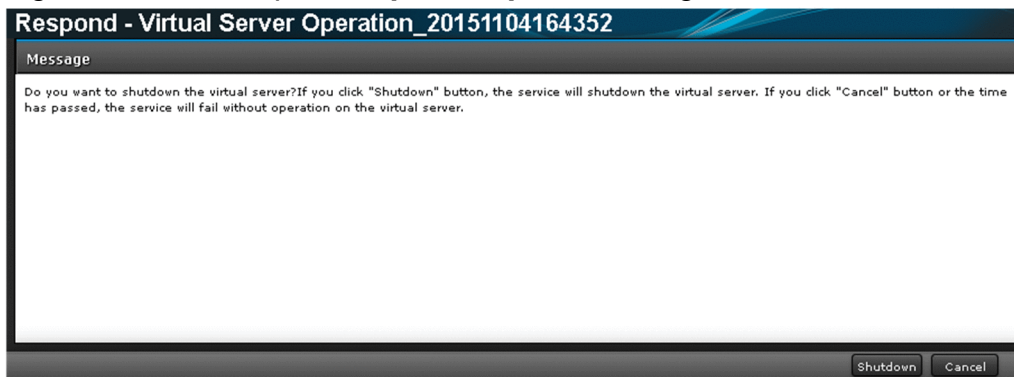 Respond - Virtual Server Operation_20151104164352
Message
Do you want to shutdown the virtual server?If you click "Shutdown" button, the service will shutdown the virtual server. If you click "Cancel" button or the time
has passed, the service will fail without operation on the virtual server.
Shutdown Cancel